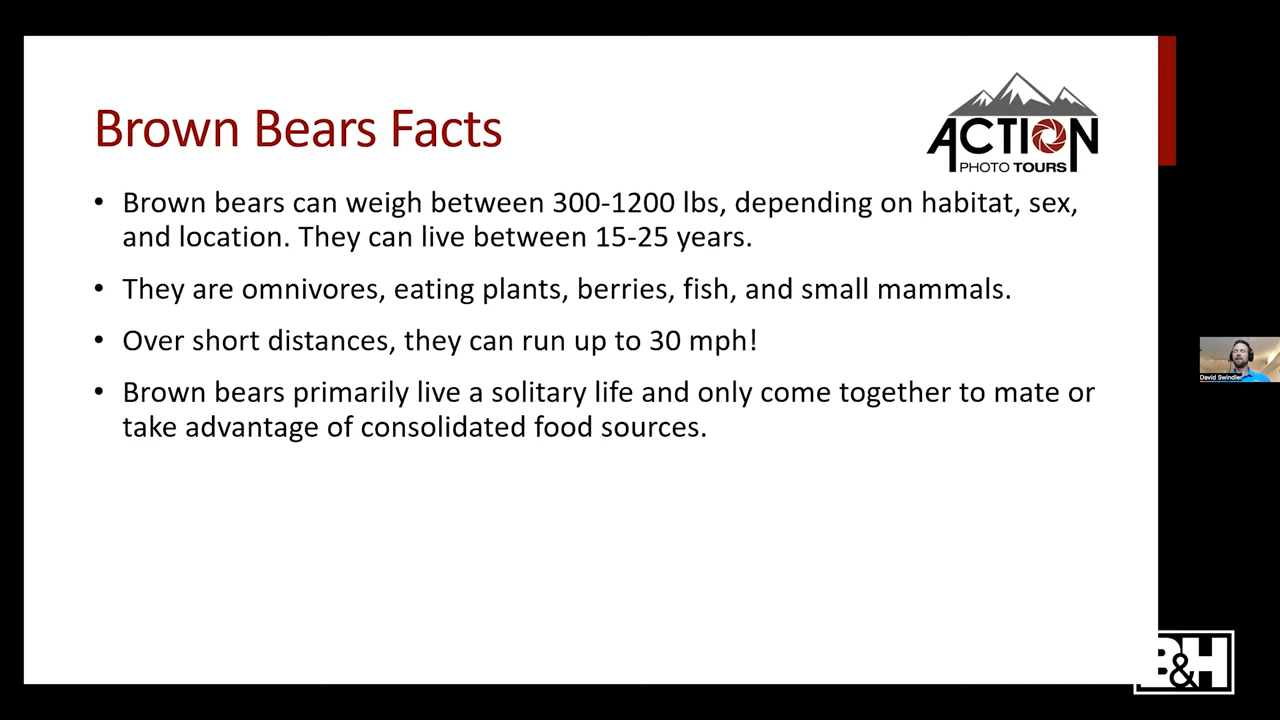 Brown Bears Facts
ACTION
PHOTO TOURS
• Brown bears can weigh between 300-1200 lbs, depending on habitat, sex,
and location. They can live between 15-25 years.
• They are omnivores, eating plants, berries, fish, and small mammals.
• Over short distances, they can run up to 30 mph!
• Brown bears primarily live a solitary life and only come together to mate or
take advantage of consolidated food sources.
David Swindler
B&H